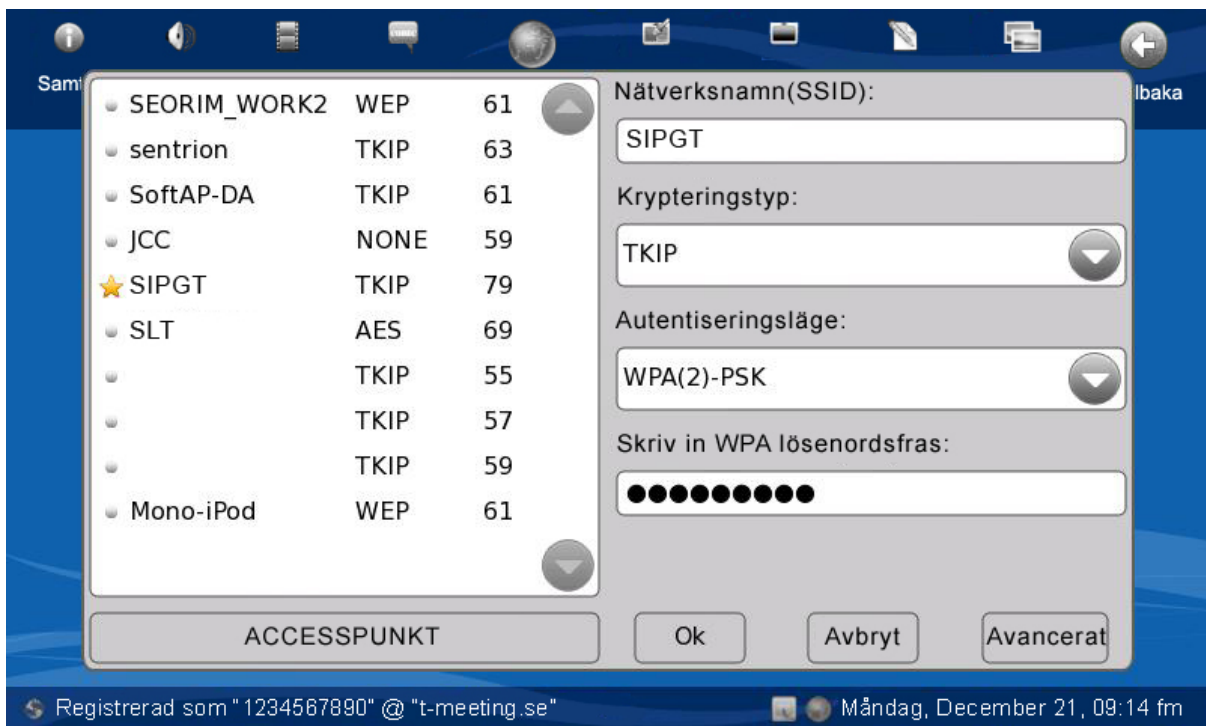 Samt
lbaka
SEORIM_WORK2 WEP 61
sentrion TKIP 63
SoftAP-DA TKIP 61
JCC NONE 59
SIPGT TKIP 79
SLT AES 69
TKIP 55
TKIP 57
TKIP 59
Mono-iPod WEP 61
ACCESSPUNKT
Nätverksnamn(SSID):
SIPGT
Krypteringstyp:
TKIP
Autentiseringsläge:
WPA(2)-PSK
Skriv in WPA lösenordsfras:
●●●●●●●●●
Ok Avbryt Avancerat
Registrerad som "1234567890" @ "t-meeting.se"
Måndag, December 21, 09:14 fm